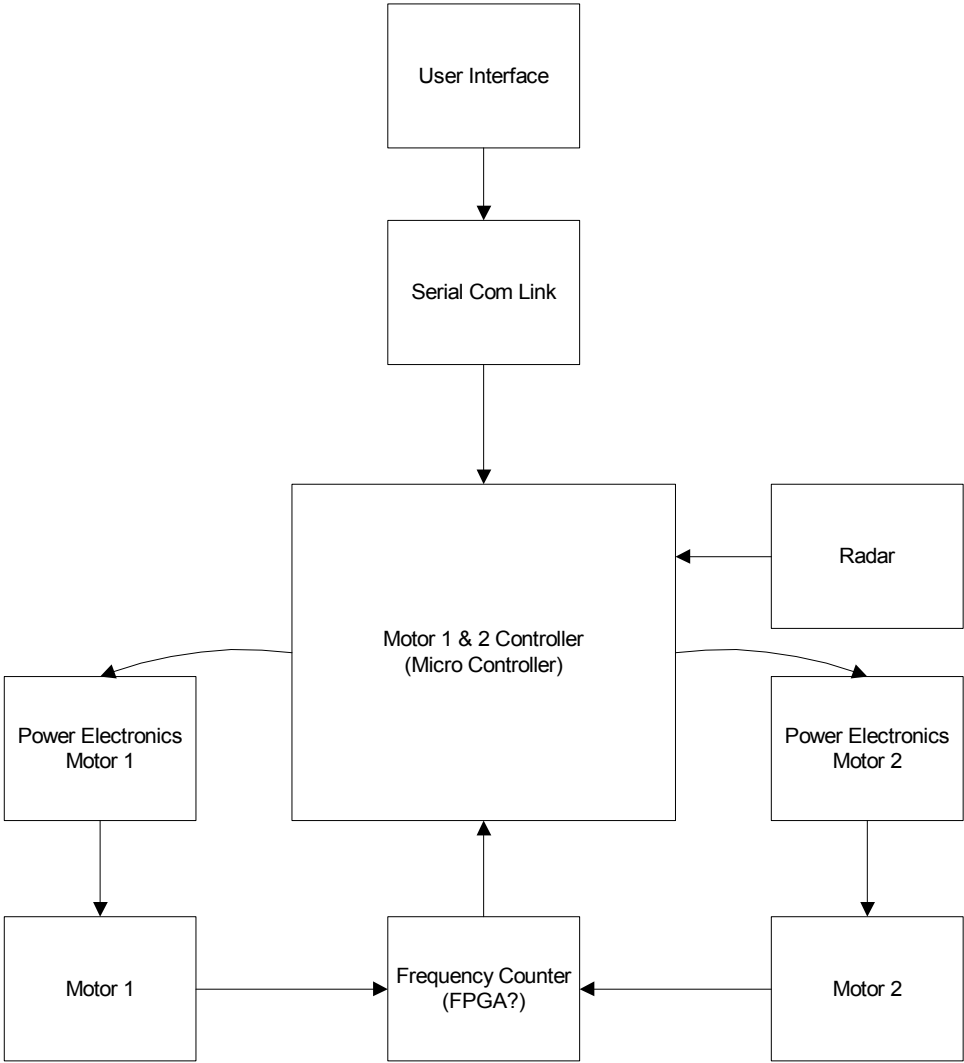 User Interface
Serial Com Link
Radar
Motor 1 & 2 Controller
(Micro Controller)
Power Electronics
Motor 1
Power Electronics
Motor 2
Motor 1
Frequency Counter
(FPGA?)
Motor 2